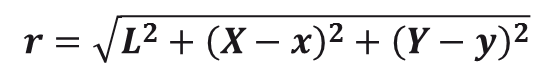 r = √L² + (X − x)² + (Y − y)²